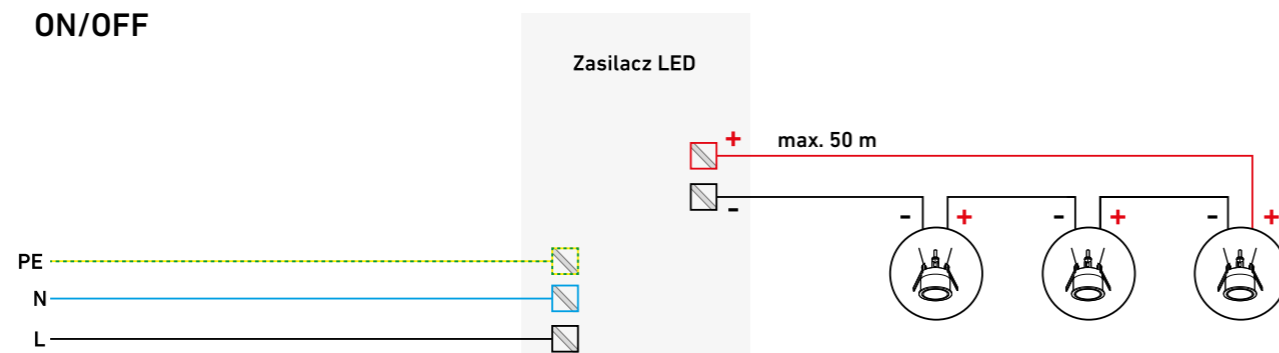 ON/OFF
Zasilacz LED
+ max. 50 m
-
- + - + - +
PE
N
L